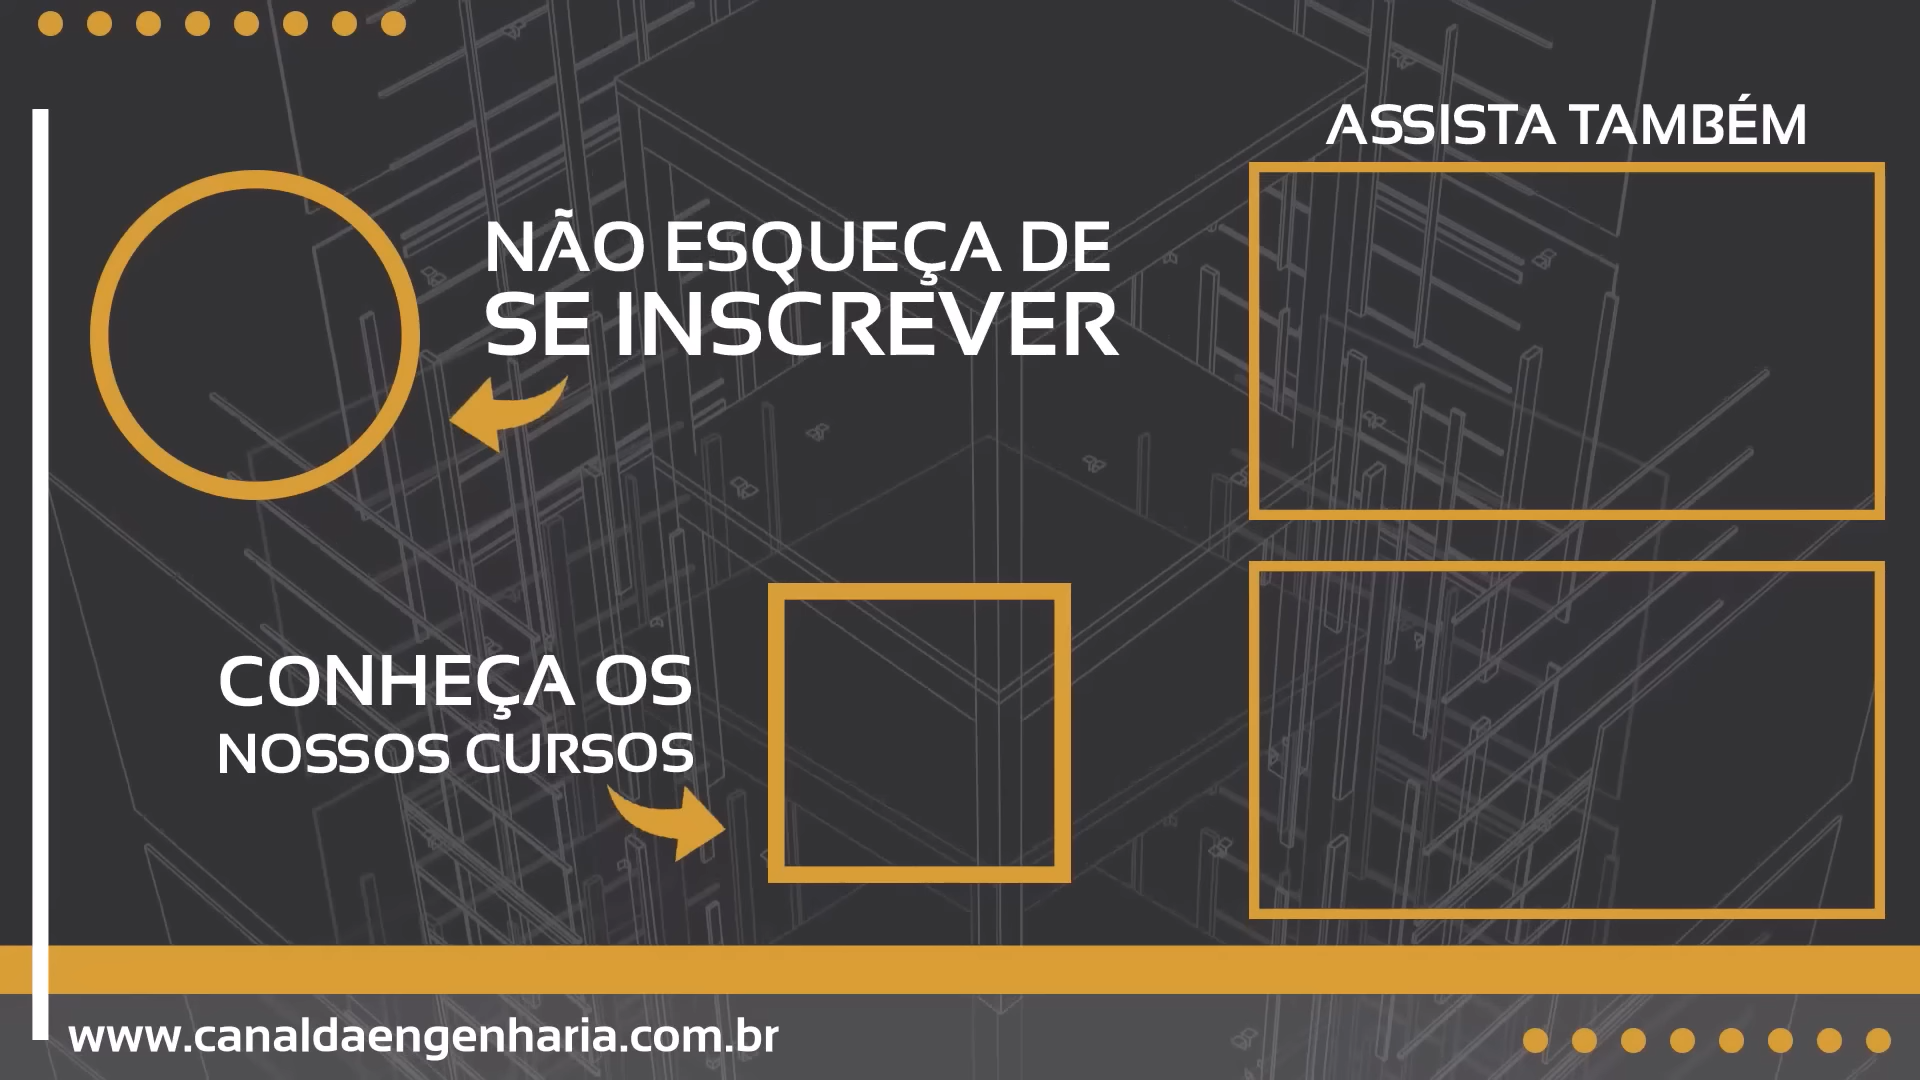 ASSISTA TAMBÉM
NÃO ESQUEÇA DE
SE INSCREVER
CONHEÇA OS
NOSSOS CURSOS
www.canaldaengenharia.com.br